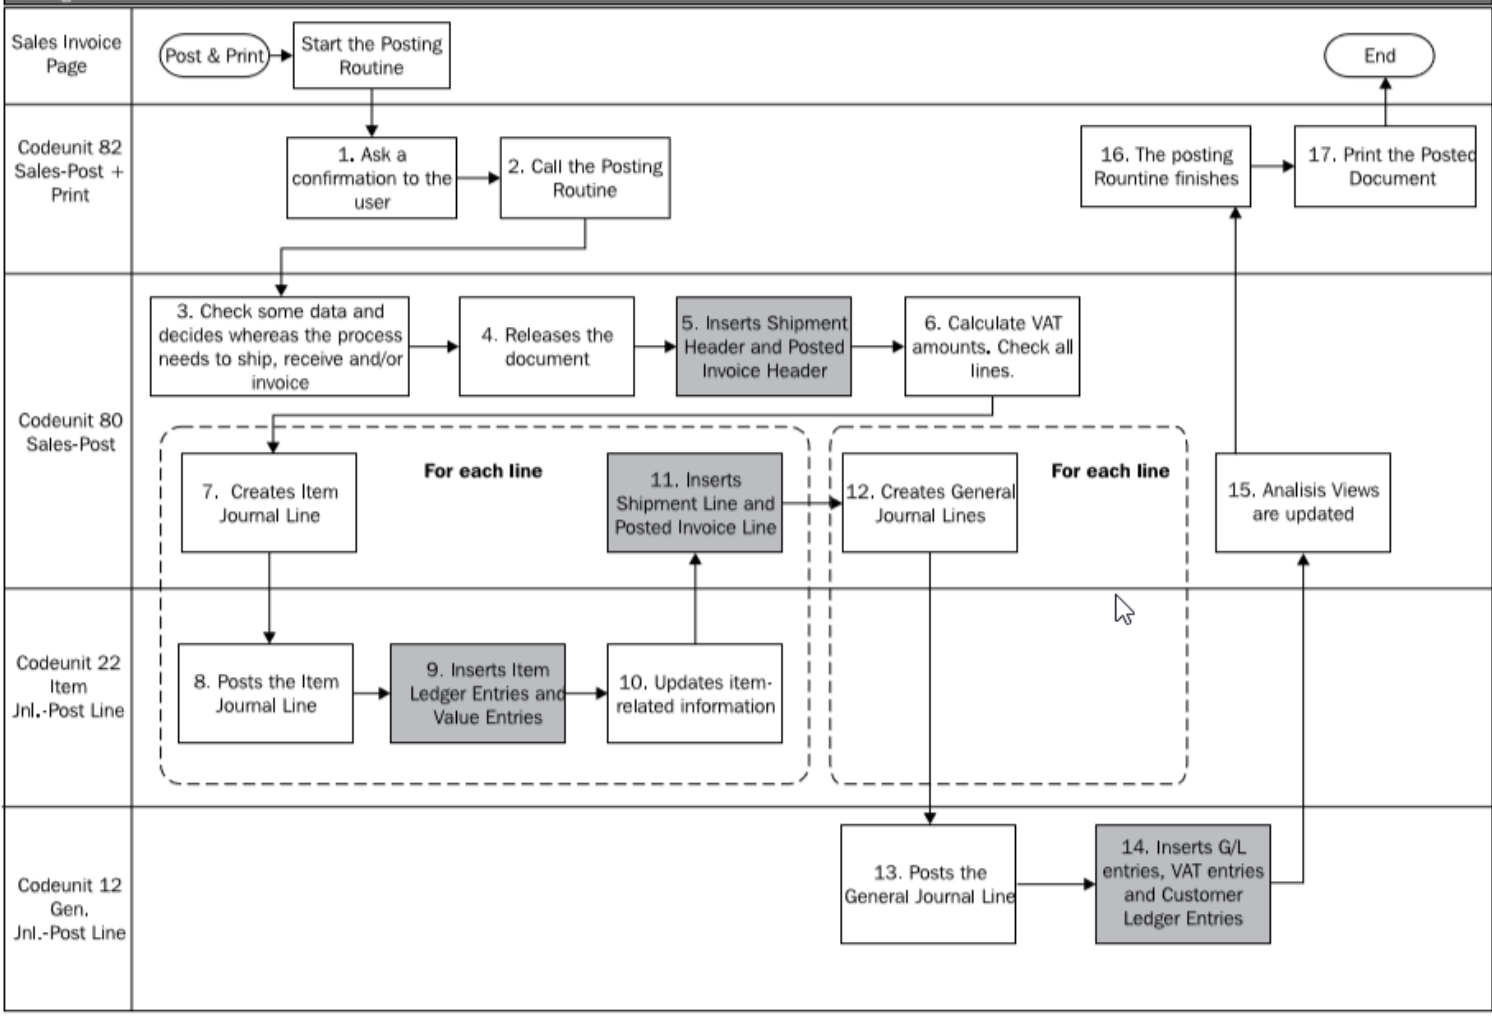 Sales Invoice
Page
Post & Print
Start the Posting
Routine
End
Codeunit 82
Sales-Post +
Print
1. Ask a
confirmation to the
user
2. Call the Posting
Routine
16. The posting
Rountine finishes
17. Print the Posted
Document
Codeunit 80
Sales-Post
3. Check some data and
decides whereas the process
needs to ship, receive and/or
invoice
4. Releases the
document
5. Inserts Shipment
Header and Posted
Invoice Header
6. Calculate VAT
amounts. Check all
lines.
For each line
7. Creates Item
Journal Line
11. Inserts
Shipment Line and
Posted Invoice Line
For each line
12. Creates General
Journal Lines
15. Analisis Views
are updated
Codeunit 22
Item
Jnl.-Post Line
8. Posts the Item
Journal Line
9. Inserts Item
Ledger Entries and
Value Entries
10. Updates item-
related information
Codeunit 12
Gen.
Jnl.-Post Line
13. Posts the
General Journal Line
14. Inserts G/L
entries, VAT entries
and Customer
Ledger Entries